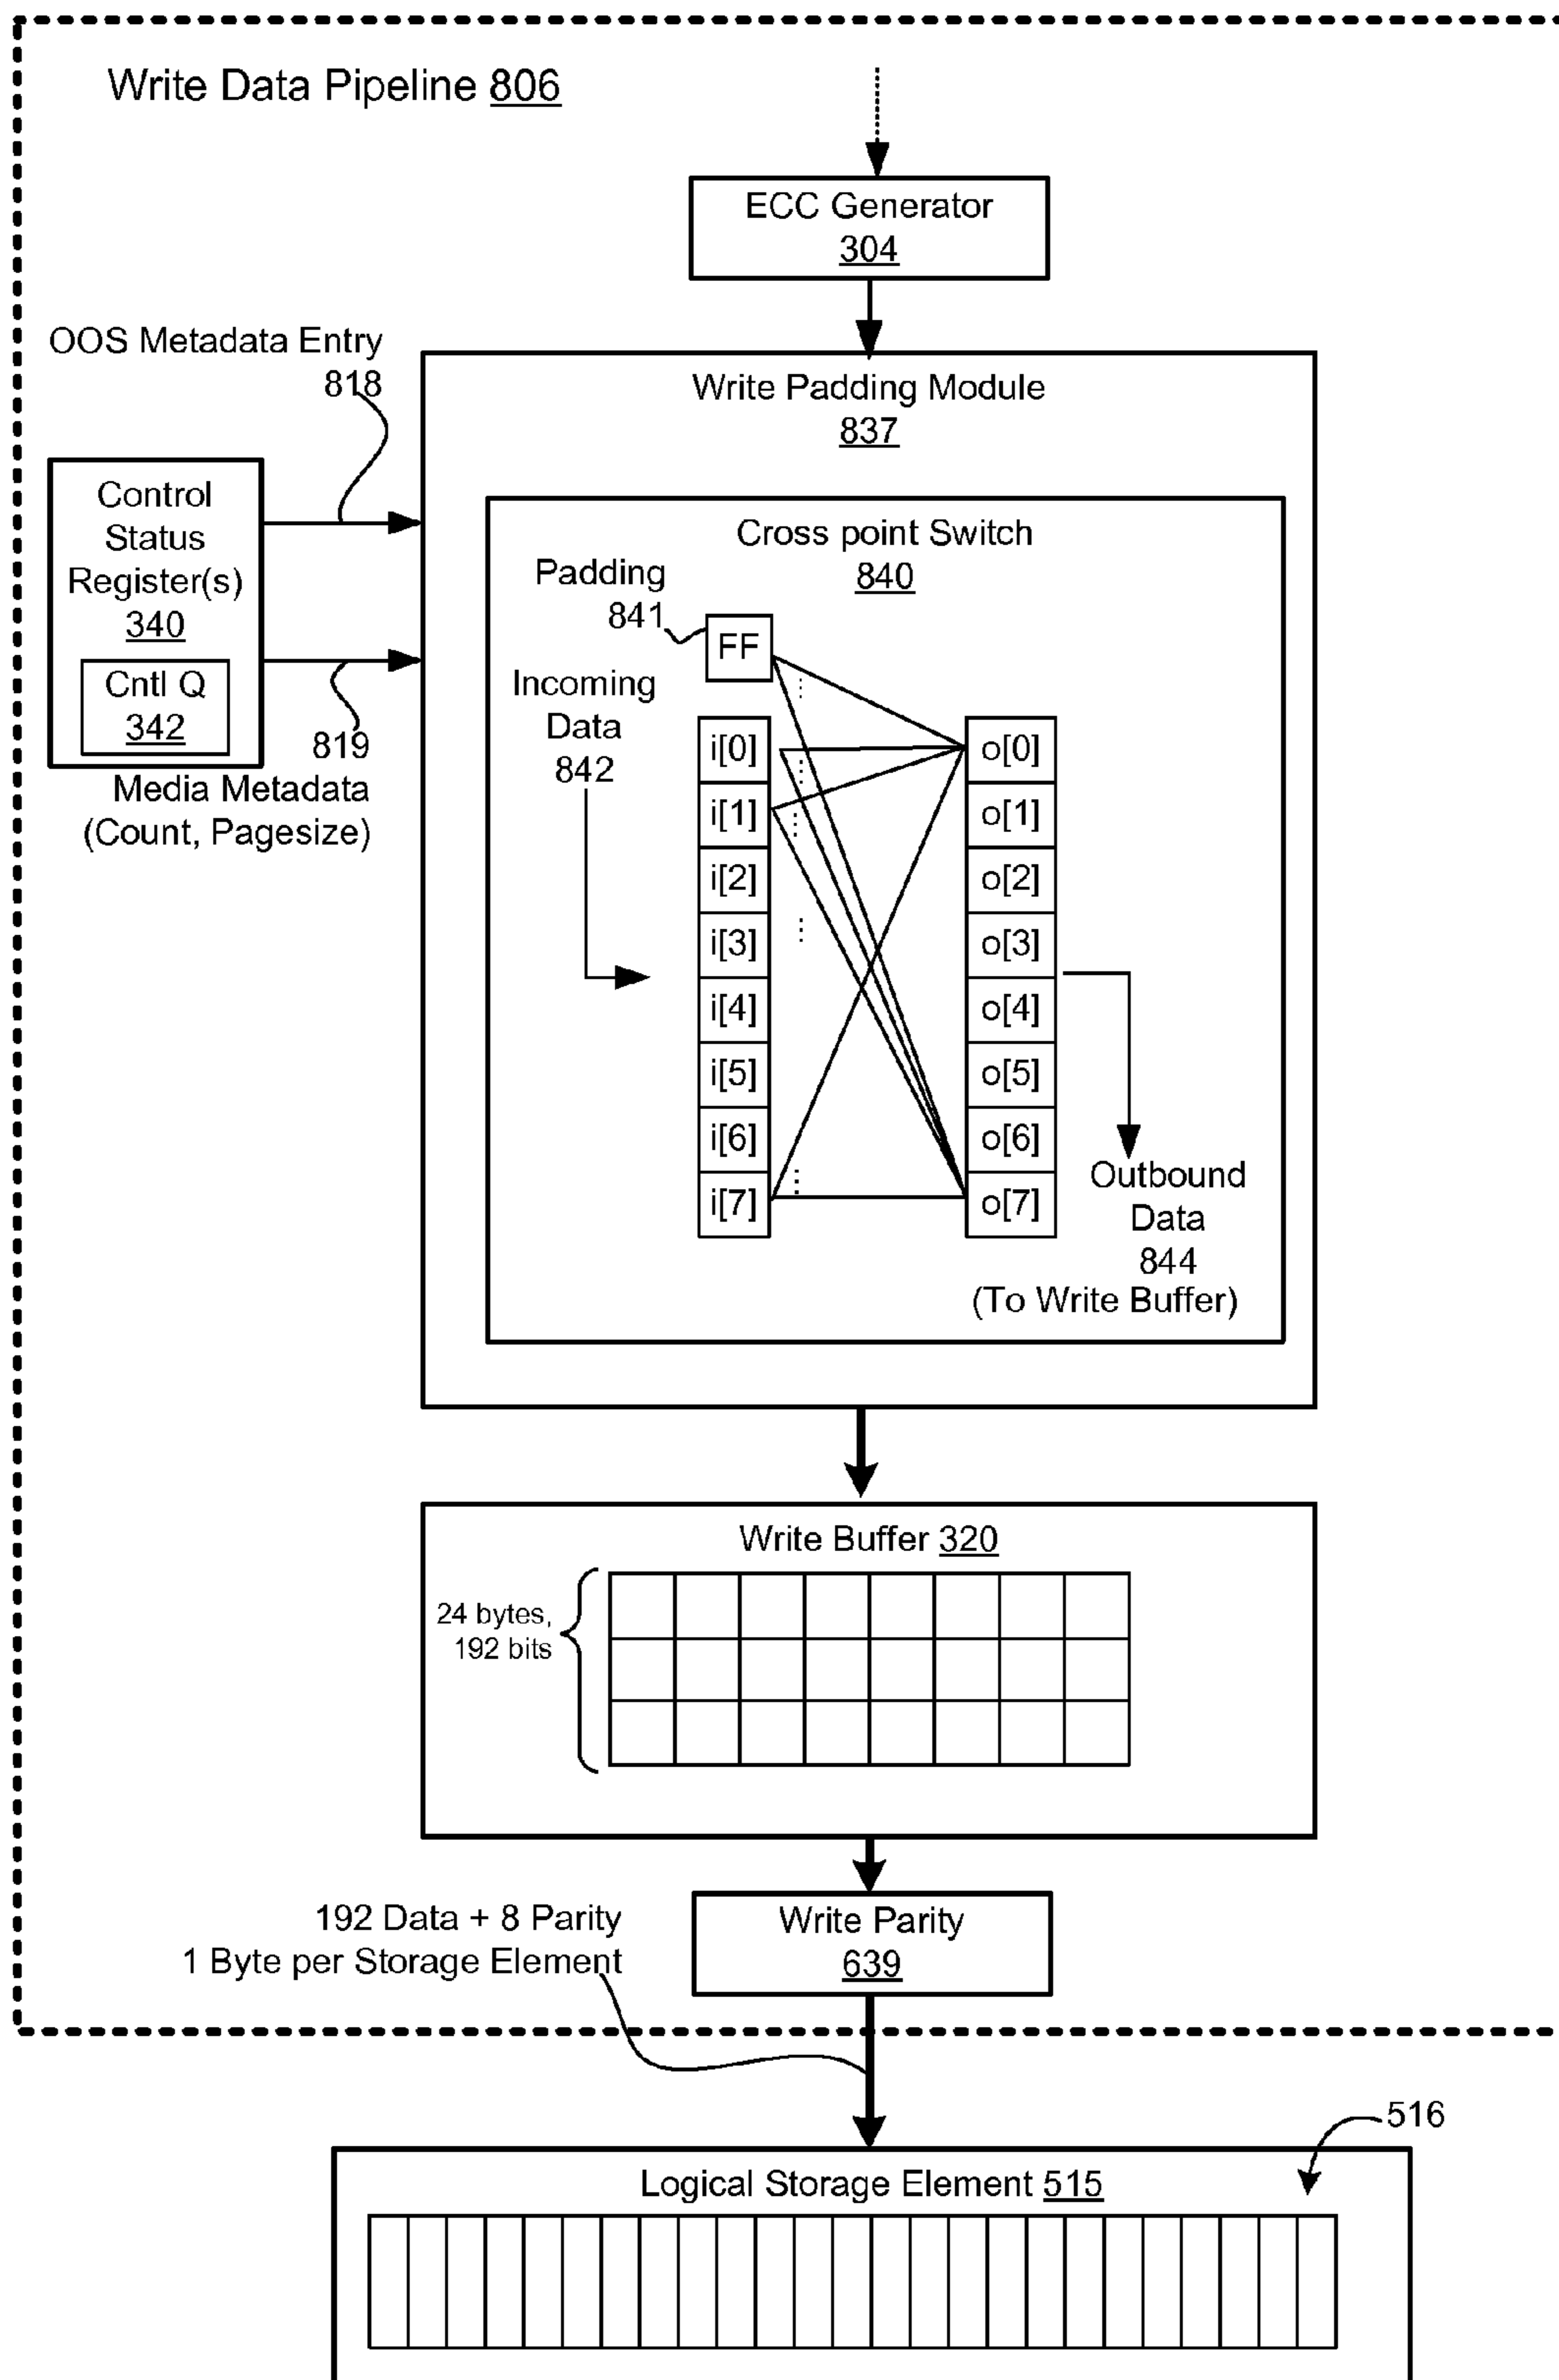 Write Data Pipeline 806
ECC Generator
304
OOS Metadata Entry
818
Write Padding Module
837
Control
Status
Register(s)
340
Cntl Q
342
819
Media Metadata
(Count, Pagesize)
Cross point Switch
840
Padding
841
FF
Incoming
Data
842
i[0]
i[1]
i[2]
i[3]
i[4]
i[5]
i[6]
i[7]
o[0]
o[1]
o[2]
o[3]
o[4]
o[5]
o[6]
o[7]
Outbound
Data
844
(To Write Buffer)
Write Buffer 320
24 bytes,
192 bits
192 Data + 8 Parity
1 Byte per Storage Element
Write Parity
639
516
Logical Storage Element 515